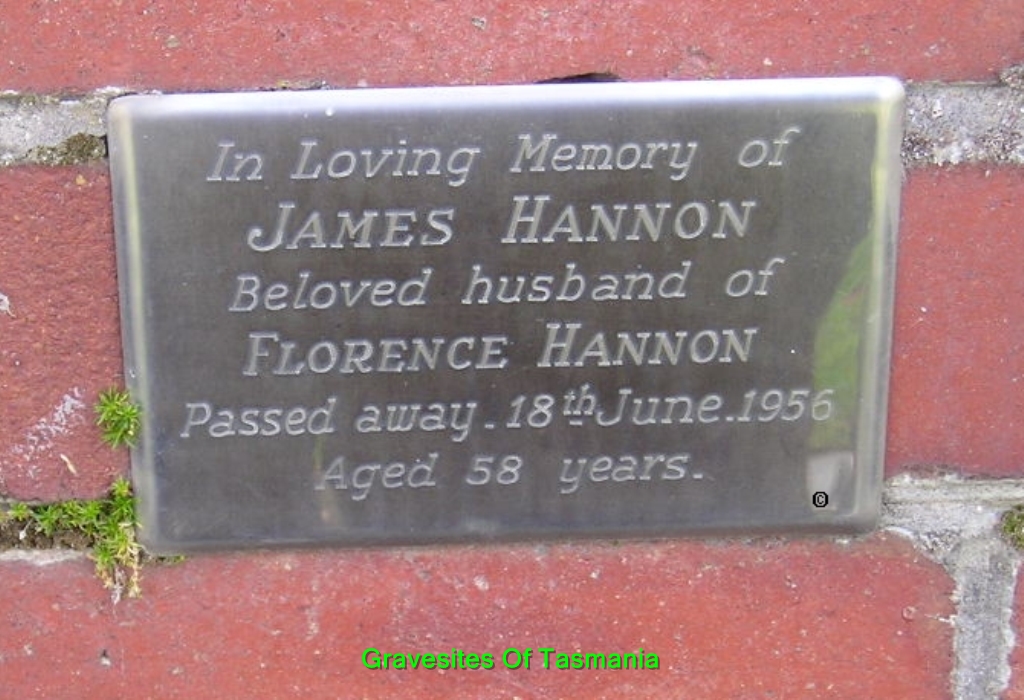 In Loving Memory of
JAMES HANNON
Beloved husband of
FLORENCE HANNON
Passed away. 18th June. 1956
Aged 58 years.
©
Gravesites Of Tasmania